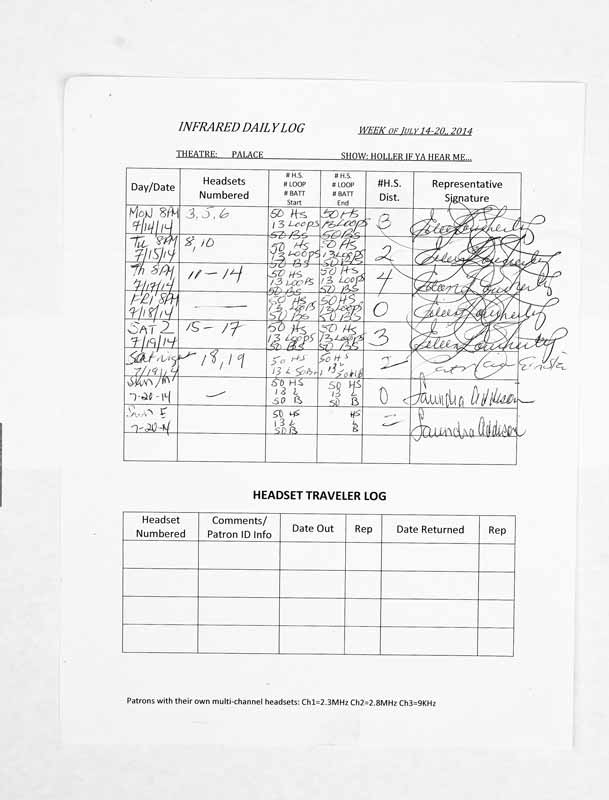 INFRARED DAILY LOG
WEEK OF JULY 14-20, 2014
THEATRE: PALACE SHOW: HOLLER IF YA HEAR ME...
Day/Date Headsets Numbered # H.S. # LOOP # BATT Start # H.S. # LOOP # BATT End #H.S. Dist. Representative Signature
MON 8PM 3, 5, 6 50 HS 50 HS 3
7/14/14 13 Loops 13 Loops
50 BS 50 BS
TU 8PM 8, 10 50 HS 50 HS 2
7/15/14 13 Loops 13 Loops
50 BS 50 BS
Th 8PM 11 - 14 50 HS 50 HS 4
7/17/14 13 Loops 13 Loops
50 BS 50 BS
FRI 8PM — 50 HS 50 HS 0
7/18/14 13 Loops 13 Loops
50 BS 50 BS
SAT 2 15 - 17 50 HS 50 HS 3
7/19/14 13 Loops 13 Loops
50 BS 50 BS
Sat night 18, 19 50 HS 50 HS
7/19/14 13 L 13 L
Sun M — 50 HS 50 HS 0 Saundra Addison
7-20-14 13 L 13 L
50 B 50 B
Sun E 50 HS HS Saundra Addison
7-20-14 13 L L
50 BS B
HEADSET TRAVELER LOG
Headset Numbered Comments/ Patron ID Info Date Out Rep Date Returned Rep
Patrons with their own multi-channel headsets: Ch1=2.3MHz Ch2=2.8MHz Ch3=9KHz